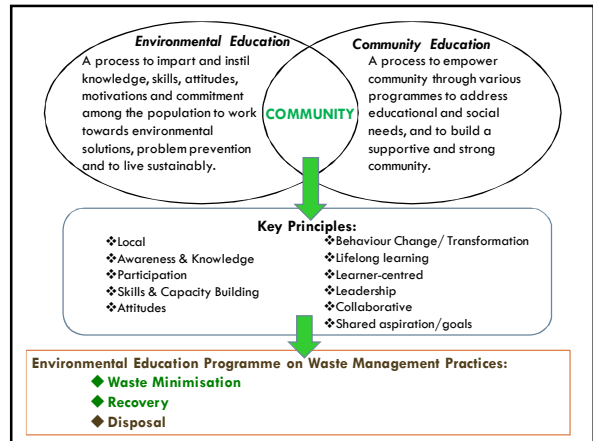 Environmental Education
A process to impart and instil
knowledge, skills, attitudes,
motivations and commitment
among the population to work
towards environmental
solutions, problem prevention
and to live sustainably.
COMMUNITY
Community Education
A process to empower
community through various
programmes to address
educational and social
needs, and to build a
supportive and strong
community.
Key Principles:
❖Local
❖Awareness & Knowledge
❖Participation
❖Skills & Capacity Building
❖Attitudes
❖Behaviour Change/ Transformation
❖Lifelong learning
❖Learner-centred
❖Leadership
❖Collaborative
❖Shared aspiration/goals
Environmental Education Programme on Waste Management Practices:
◆ Waste Minimisation
◆ Recovery
◆ Disposal